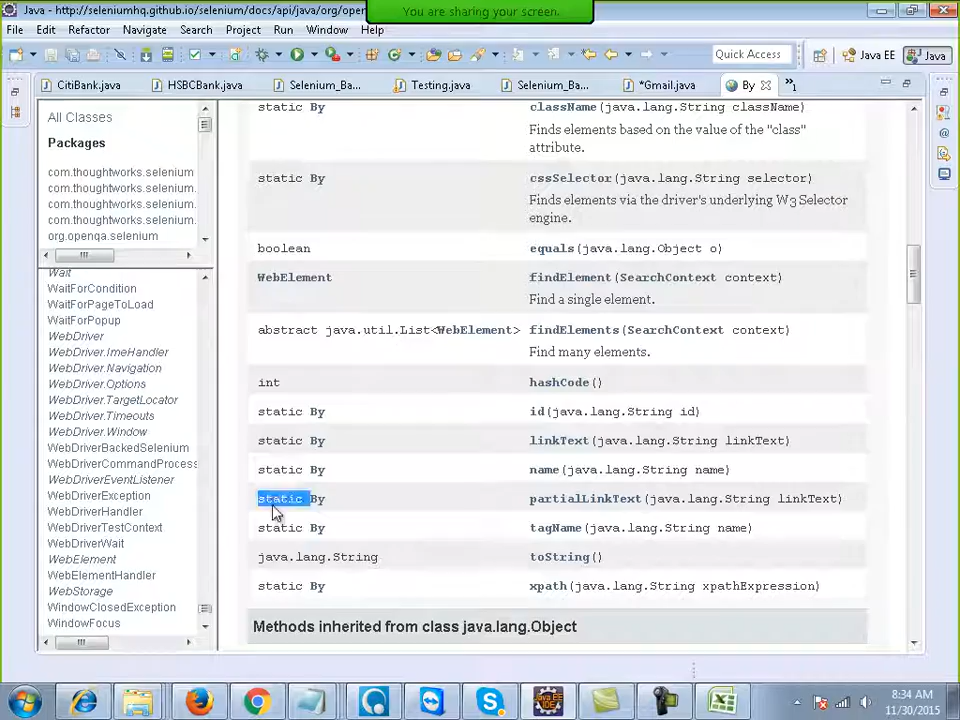 You are sharing your screen.
Java - http://seleniumhq.github.io/selenium/docs/api/java/org/open
File Edit Refactor Navigate Search Project Run Window Help
Quick Access
Java EE
Java
CitiBank.java
HSBCBank.java
Selenium_Ba...
Testing.java
Selenium_Ba...
*Gmail.java
By
»1
All Classes
Packages
com.thoughtworks.selenium
com.thoughtworks.selenium.
com.thoughtworks.selenium.
com.thoughtworks.selenium.
org.openqa.selenium
Wait
WaitForCondition
WaitForPageToLoad
WaitForPopup
WebDriver
WebDriver.ImeHandler
WebDriver.Navigation
WebDriver.Options
WebDriver.TargetLocator
WebDriver.Timeouts
WebDriver.Window
WebDriverBackedSelenium
WebDriverCommandProcess
WebDriverEventListener
WebDriverException
WebDriverHandler
WebDriverTestContext
WebDriverWait
WebElement
WebElementHandler
WebStorage
WindowClosedException
WindowFocus
static By className(java.lang.String className)
Finds elements based on the value of the "class"
attribute.
static By cssSelector(java.lang.String selector)
Finds elements via the driver's underlying W3 Selector
engine.
boolean equals(java.lang.Object o)
WebElement findElement(SearchContext context)
Find a single element.
abstract java.util.List<WebElement> findElements(SearchContext context)
Find many elements.
int hashCode()
static By id(java.lang.String id)
static By linkText(java.lang.String linkText)
static By name(java.lang.String name)
static By partialLinkText(java.lang.String linkText)
static By tagName(java.lang.String name)
java.lang.String toString()
static By xpath(java.lang.String xpathExpression)
Methods inherited from class java.lang.Object
8:34 AM
11/30/2015